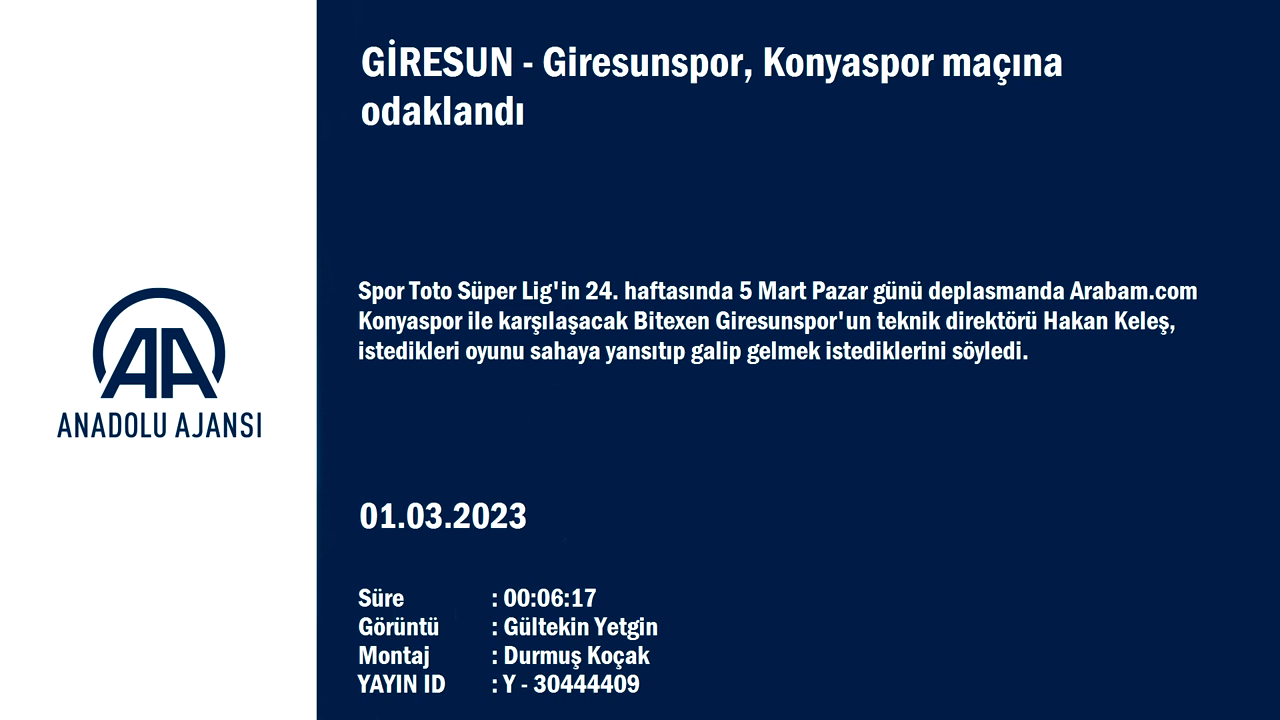 GİRESUN - Giresunspor, Konyaspor maçına
odaklandı
Spor Toto Süper Lig'in 24. haftasında 5 Mart Pazar günü deplasmanda Arabam.com
Konyaspor ile karşılaşacak Bitexen Giresunspor'un teknik direktörü Hakan Keleş,
istedikleri oyunu sahaya yansıtıp galip gelmek istediklerini söyledi.
AA
ANADOLU AJANSI
01.03.2023
Süre : 00:06:17
Görüntü : Gültekin Yetgin
Montaj : Durmuş Koçak
YAYIN ID : Y - 30444409